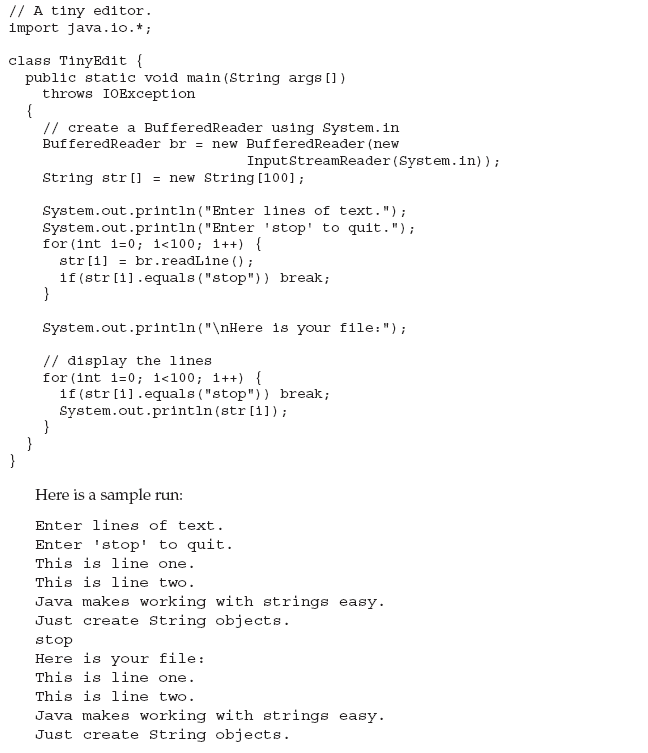 // A tiny editor.
import java.io.*;

class TinyEdit {
  public static void main(String args[])
    throws IOException
  {
    // create a BufferedReader using System.in
    BufferedReader br = new BufferedReader(new
                            InputStreamReader(System.in));
    String str[] = new String[100];

    System.out.println("Enter lines of text.");
    System.out.println("Enter 'stop' to quit.");
    for(int i=0; i<100; i++) {
      str[i] = br.readLine();
      if(str[i].equals("stop")) break;
    }

    System.out.println("\nHere is your file:");

    // display the lines
    for(int i=0; i<100; i++) {
      if(str[i].equals("stop")) break;
      System.out.println(str[i]);
    }
  }
}

Here is a sample run:

Enter lines of text.
Enter 'stop' to quit.
This is line one.
This is line two.
Java makes working with strings easy.
Just create String objects.
stop
Here is your file:
This is line one.
This is line two.
Java makes working with strings easy.
Just create String objects.